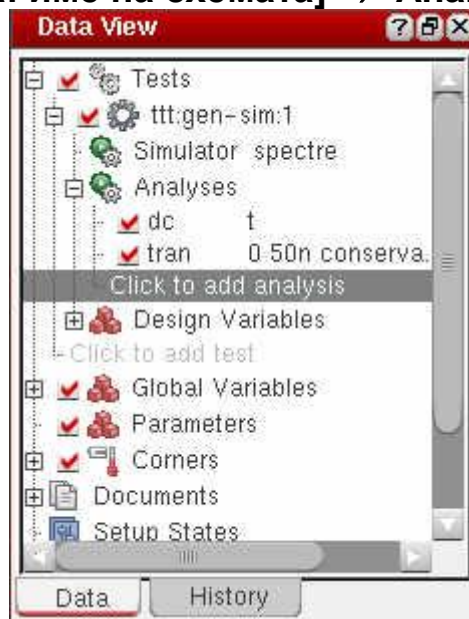 Data View
Tests
ttt:gen-sim:1
Simulator spectre
Analyses
dc t
tran 0 50n conserva.
Click to add analysis
Design Variables
Click to add test
Global Variables
Parameters
Corners
Documents
Setup States
Data History